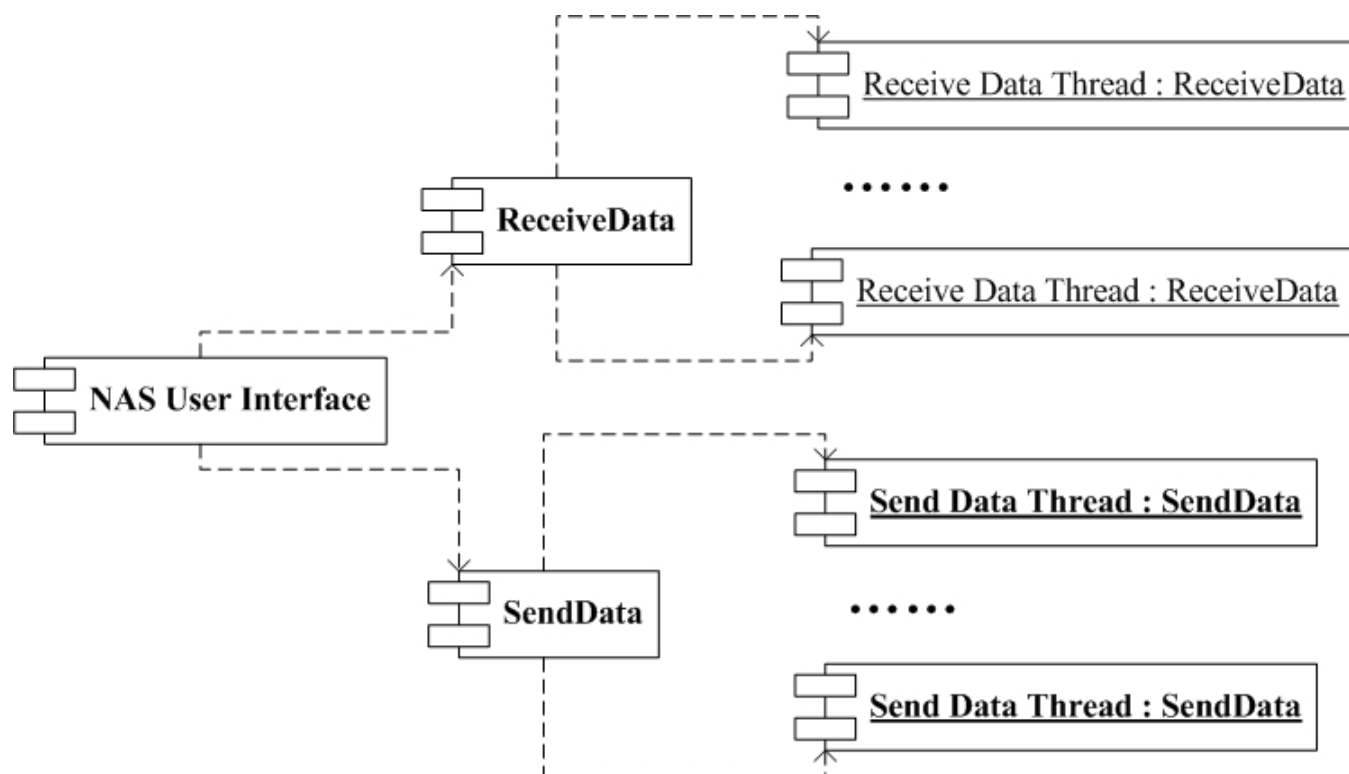 Receive Data Thread : ReceiveData
......
ReceiveData
Receive Data Thread : ReceiveData
NAS User Interface
Send Data Thread : SendData
......
SendData
Send Data Thread : SendData